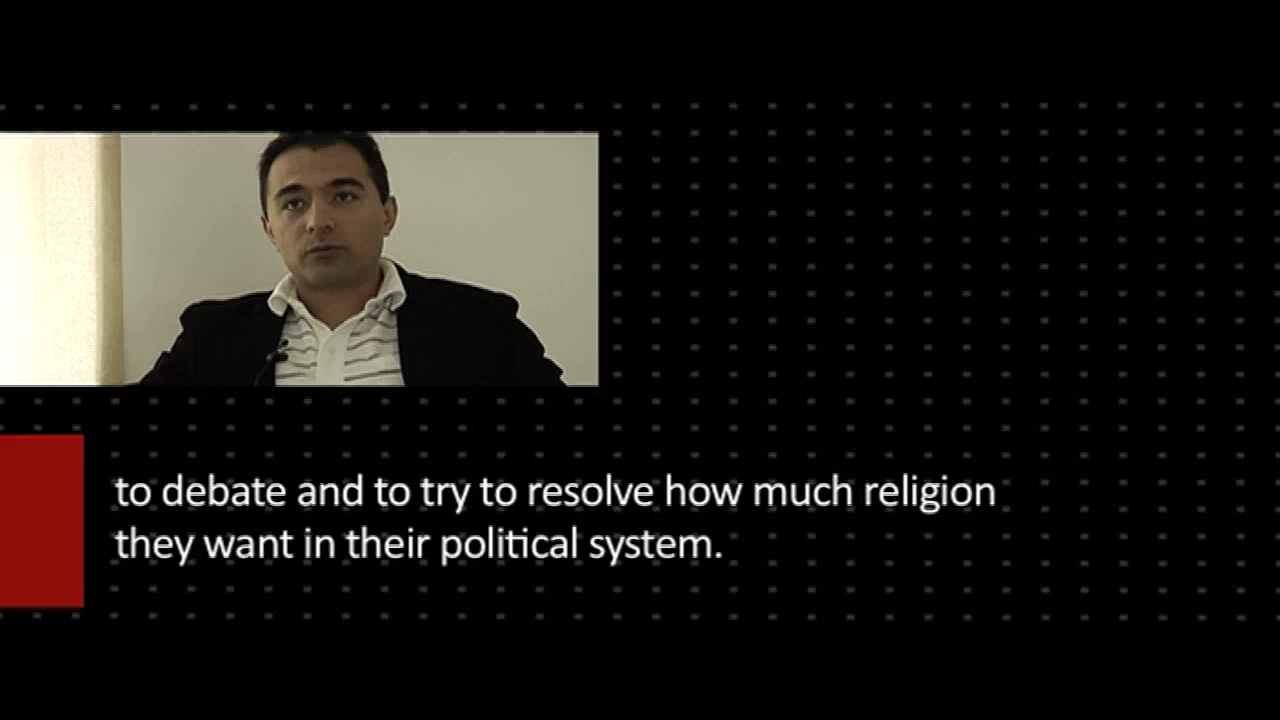 to debate and to try to resolve how much religion
they want in their political system.